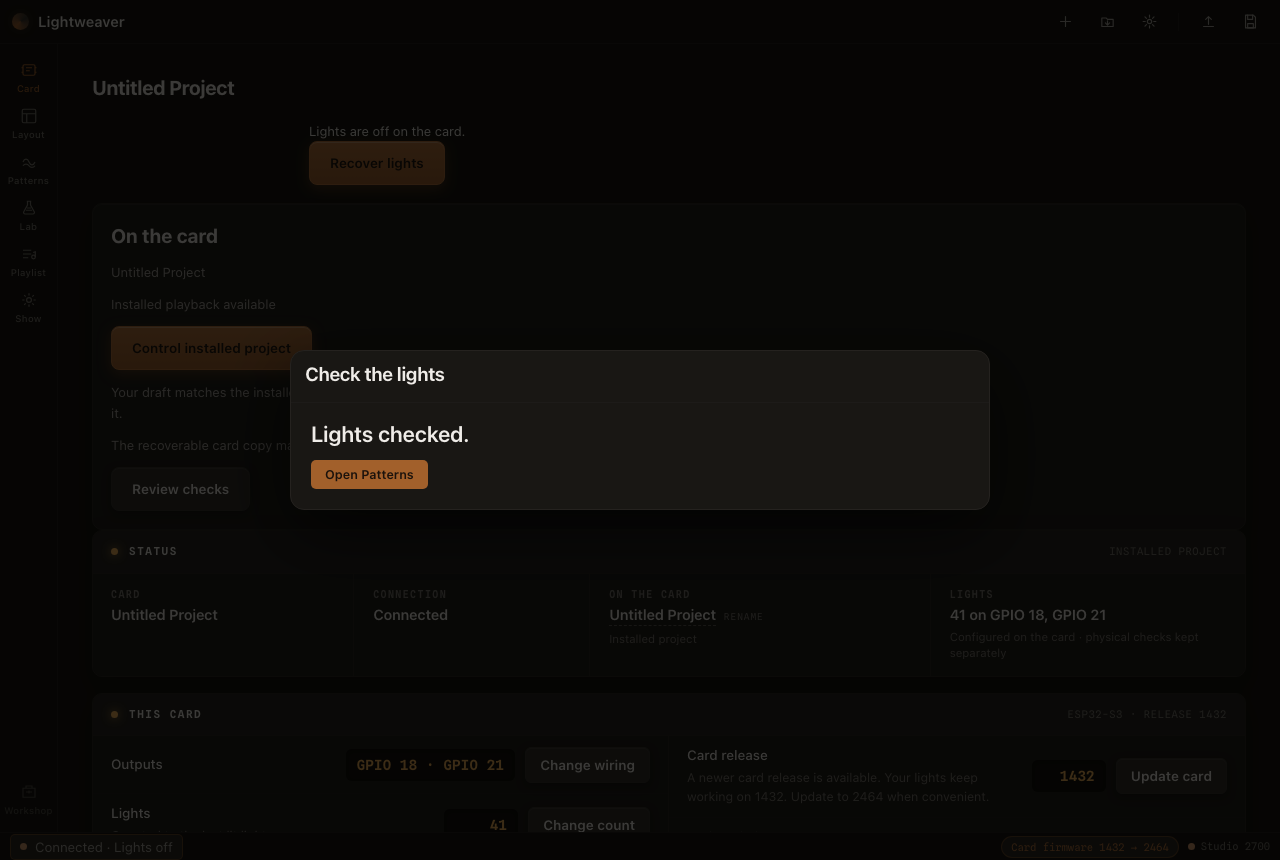 Lightweaver
Card
Layout
Patterns
Lab
Playlist
Show
Workshop
Untitled Project
Lights are off on the card.
Recover lights
On the card
Untitled Project
Installed playback available
Control installed project
Your draft matches the install
it.
The recoverable card copy ma
Review checks
Check the lights
Lights checked.
Open Patterns
STATUS
INSTALLED PROJECT
CARD
Untitled Project
CONNECTION
Connected
ON THE CARD
Untitled Project RENAME
Installed project
LIGHTS
41 on GPIO 18, GPIO 21
Configured on the card · physical checks kept
separately
THIS CARD
ESP32-S3 · RELEASE 1432
Outputs
GPIO 18 · GPIO 21
Change wiring
Lights
41
Change count
Card release
A newer card release is available. Your lights keep
working on 1432. Update to 2464 when convenient.
1432
Update card
Connected · Lights off
Card firmware 1432 → 2464
Studio 2700